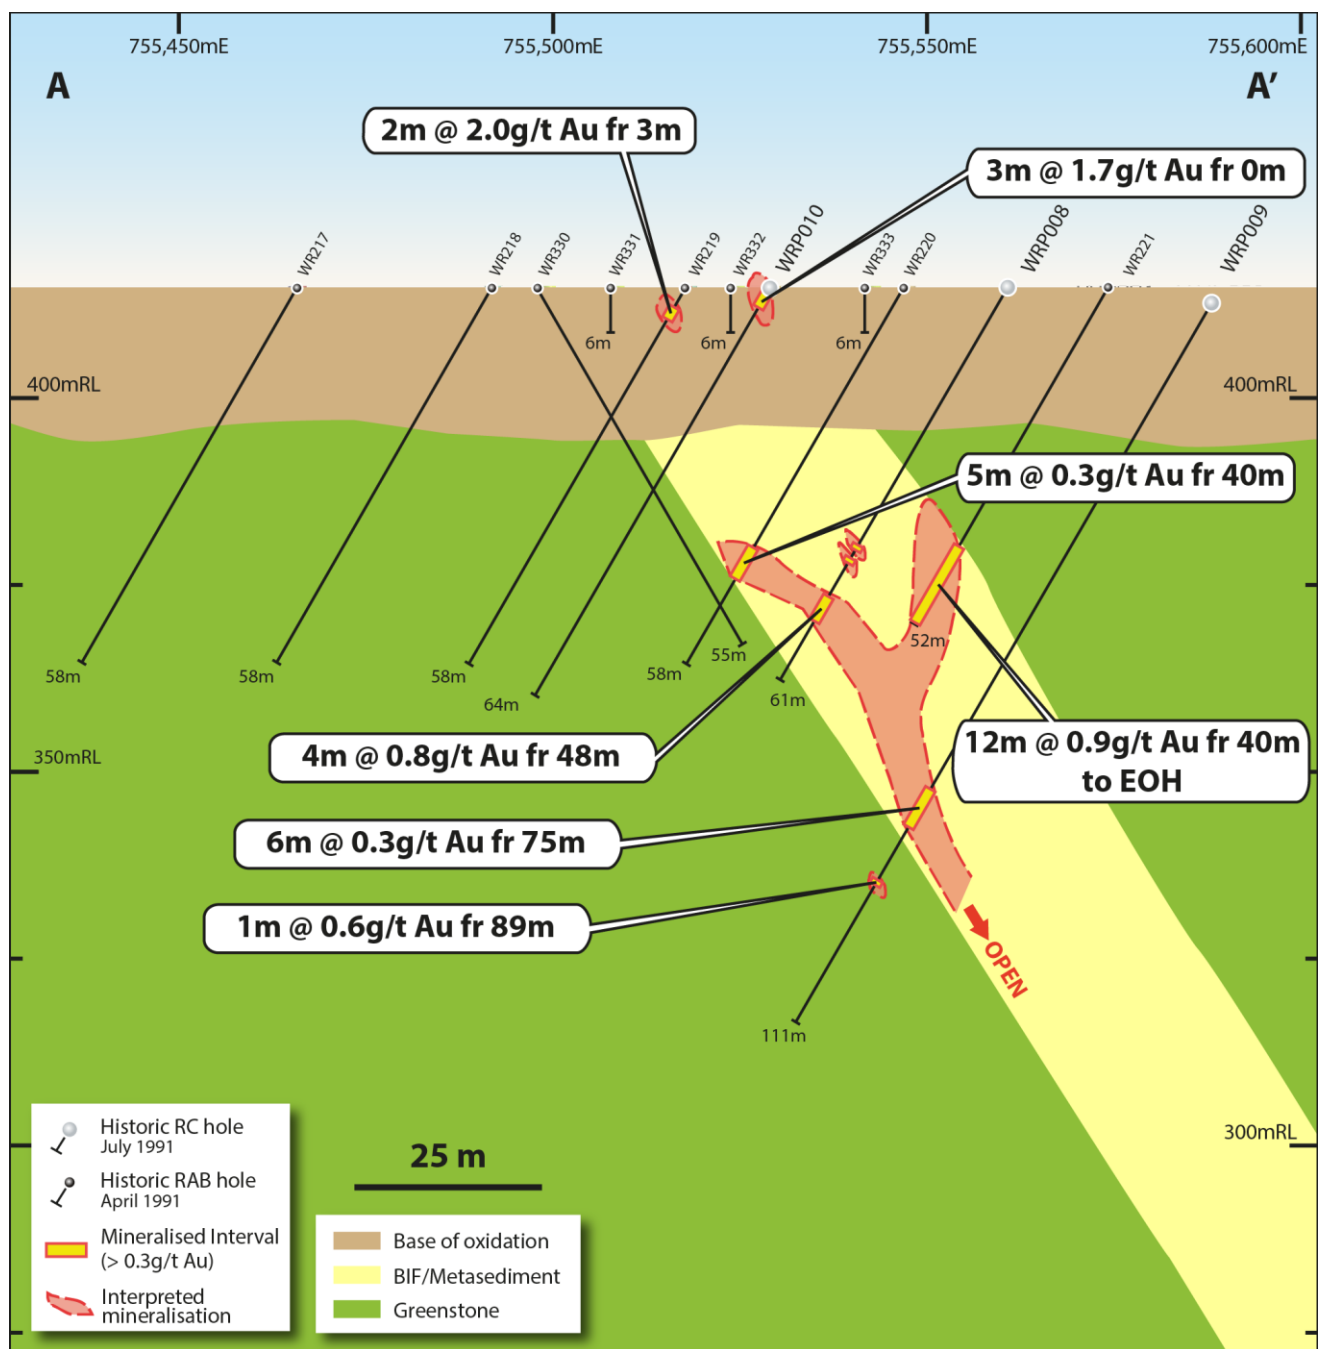 755,450mE
755,500mE
755,550mE
755,600mE
A
A′
2m @ 2.0g/t Au fr 3m
3m @ 1.7g/t Au fr 0m
WR217
WR218
WR330
WR331
WR219
WR332
WRP010
WR333
WR220
WRP008
WR221
WRP009
6m
6m
6m
400mRL
400mRL
5m @ 0.3g/t Au fr 40m
52m
55m
58m
58m
58m
58m
61m
64m
12m @ 0.9g/t Au fr 40m
to EOH
4m @ 0.8g/t Au fr 48m
350mRL
6m @ 0.3g/t Au fr 75m
1m @ 0.6g/t Au fr 89m
OPEN
111m
300mRL
Historic RC hole
July 1991
Historic RAB hole
April 1991
Mineralised Interval
(> 0.3g/t Au)
Interpreted
mineralisation
25 m
Base of oxidation
BIF/Metasediment
Greenstone